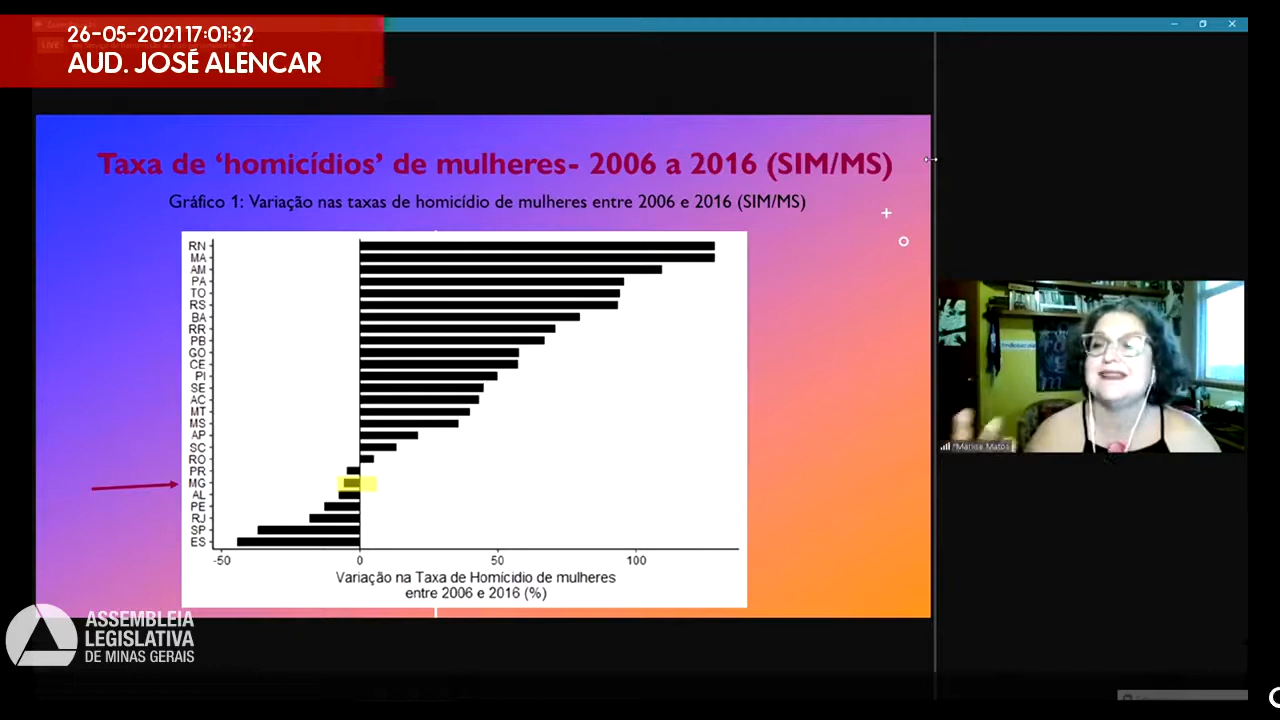 26-05-2021 17:01:32
AUD. JOSÉ ALENCAR
LIVE
Taxa de ‘homicídios’ de mulheres- 2006 a 2016 (SIM/MS)
Gráfico 1: Variação nas taxas de homicídio de mulheres entre 2006 e 2016 (SIM/MS)
RN
MA
AM
PA
TO
RS
BA
RR
PB
GO
CE
PI
SE
AC
MT
MS
AP
SC
RO
PR
MG
AL
PE
RJ
SP
ES
-50 0 50 100
Variação na Taxa de Homícidio de mulheres
entre 2006 e 2016 (%)
Marlise Matos
ASSEMBLEIA
LEGISLATIVA
DE MINAS GERAIS